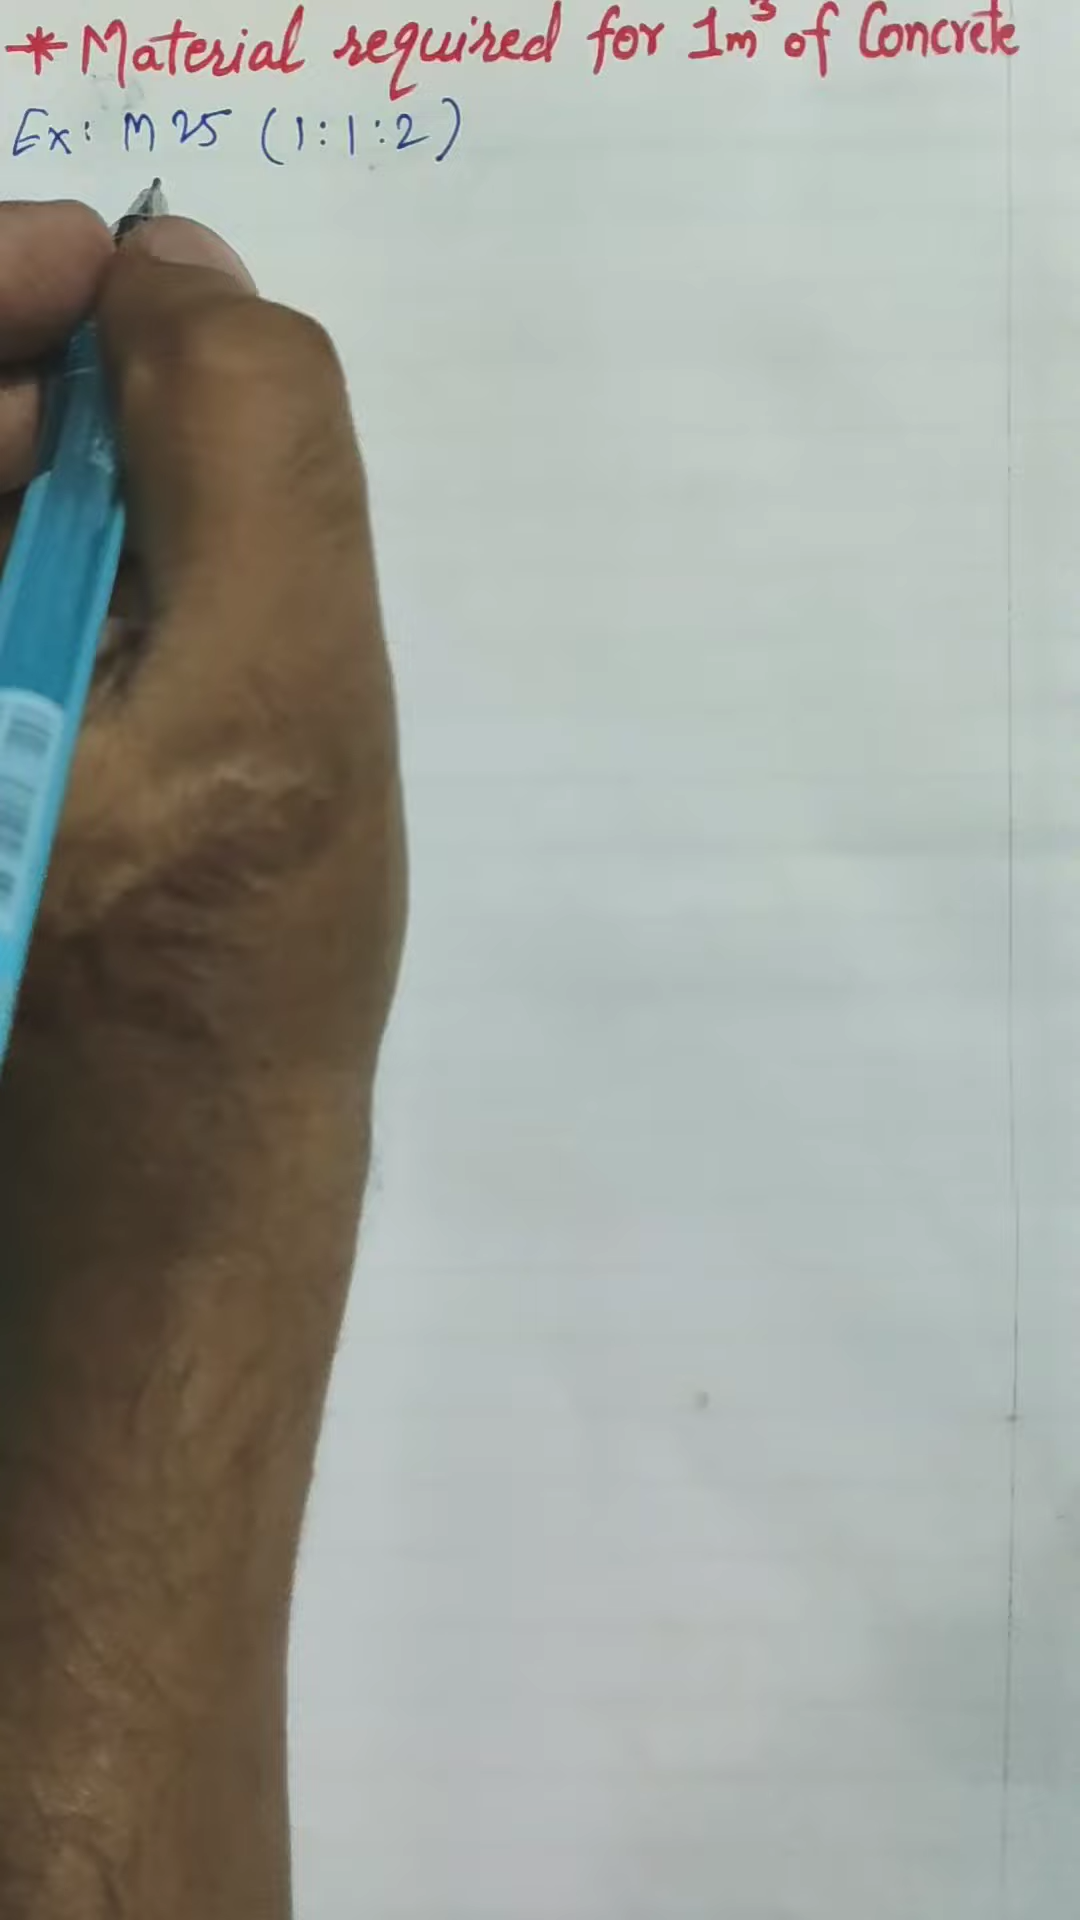 * Material required for 1m³ of Concrete
Ex: M25 (1:1:2)